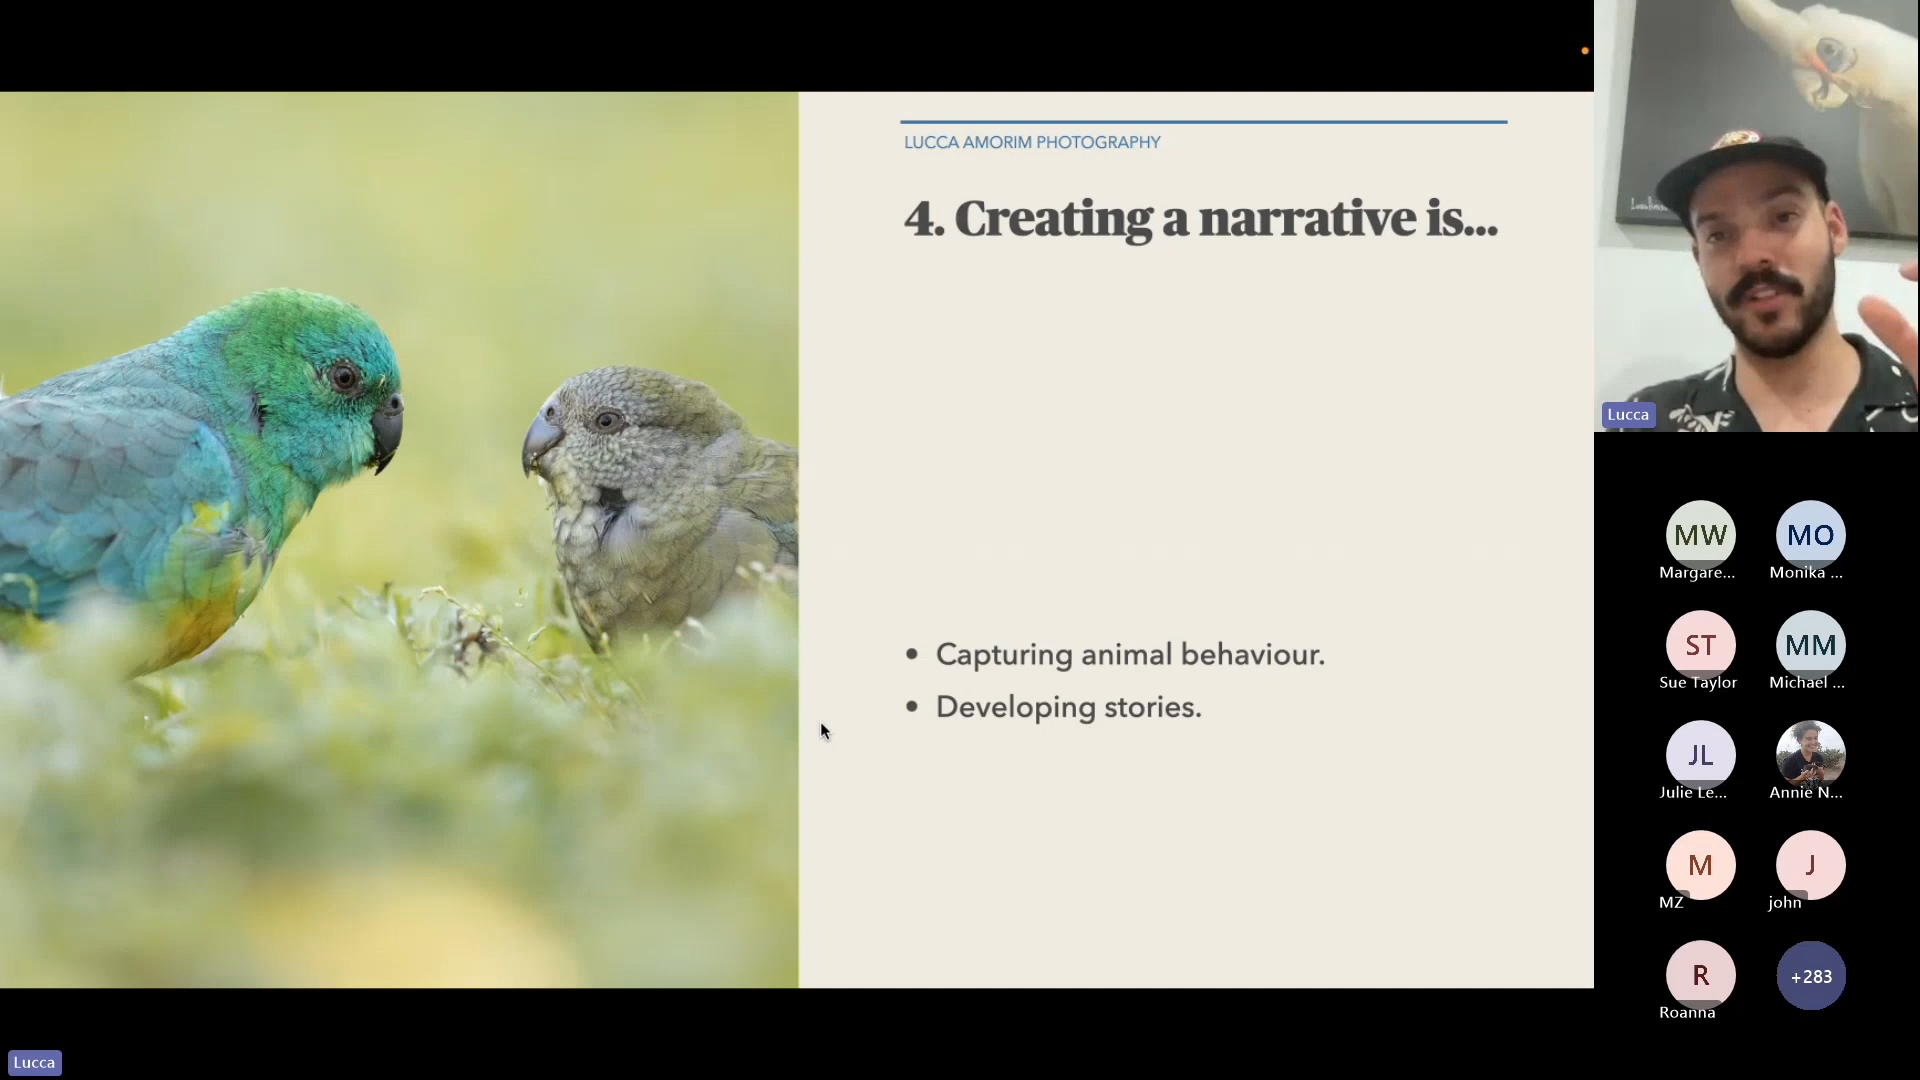 LUCCA AMORIM PHOTOGRAPHY
4. Creating a narrative is...
• Capturing animal behaviour.
• Developing stories.
Lucca
MW
Margare...
MO
Monika ...
ST
Sue Taylor
MM
Michael ...
JL
Julie Le...
Annie N...
M
MZ
J
john
R
Roanna
+283
Lucca